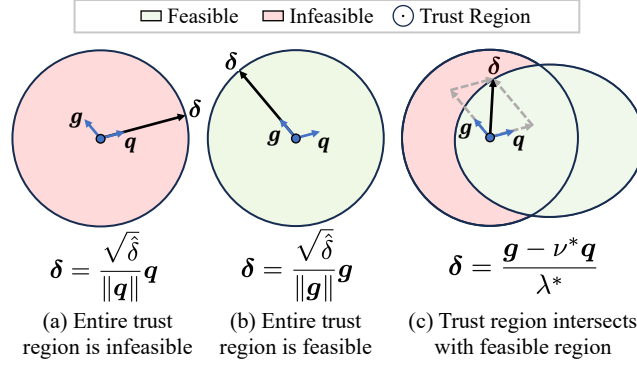 Feasible Infeasible Trust Region
δ
g
q
δ
g
q
δ
g
q
δ = √δ̂ / ‖q‖ q
δ = √δ̂ / ‖g‖ g
δ = g − ν* q / λ*
(a) Entire trust
region is infeasible
(b) Entire trust
region is feasible
(c) Trust region intersects
with feasible region